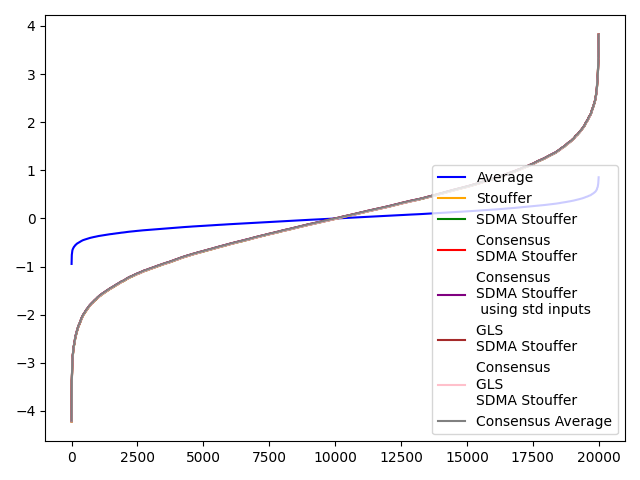 4
3
2
1
0
−1
−2
−3
−4
0 2500 5000 7500 10000 12500 15000 17500 20000
Average
Stouffer
SDMA Stouffer
Consensus
SDMA Stouffer
Consensus
SDMA Stouffer
using std inputs
GLS
SDMA Stouffer
Consensus
GLS
SDMA Stouffer
Consensus Average